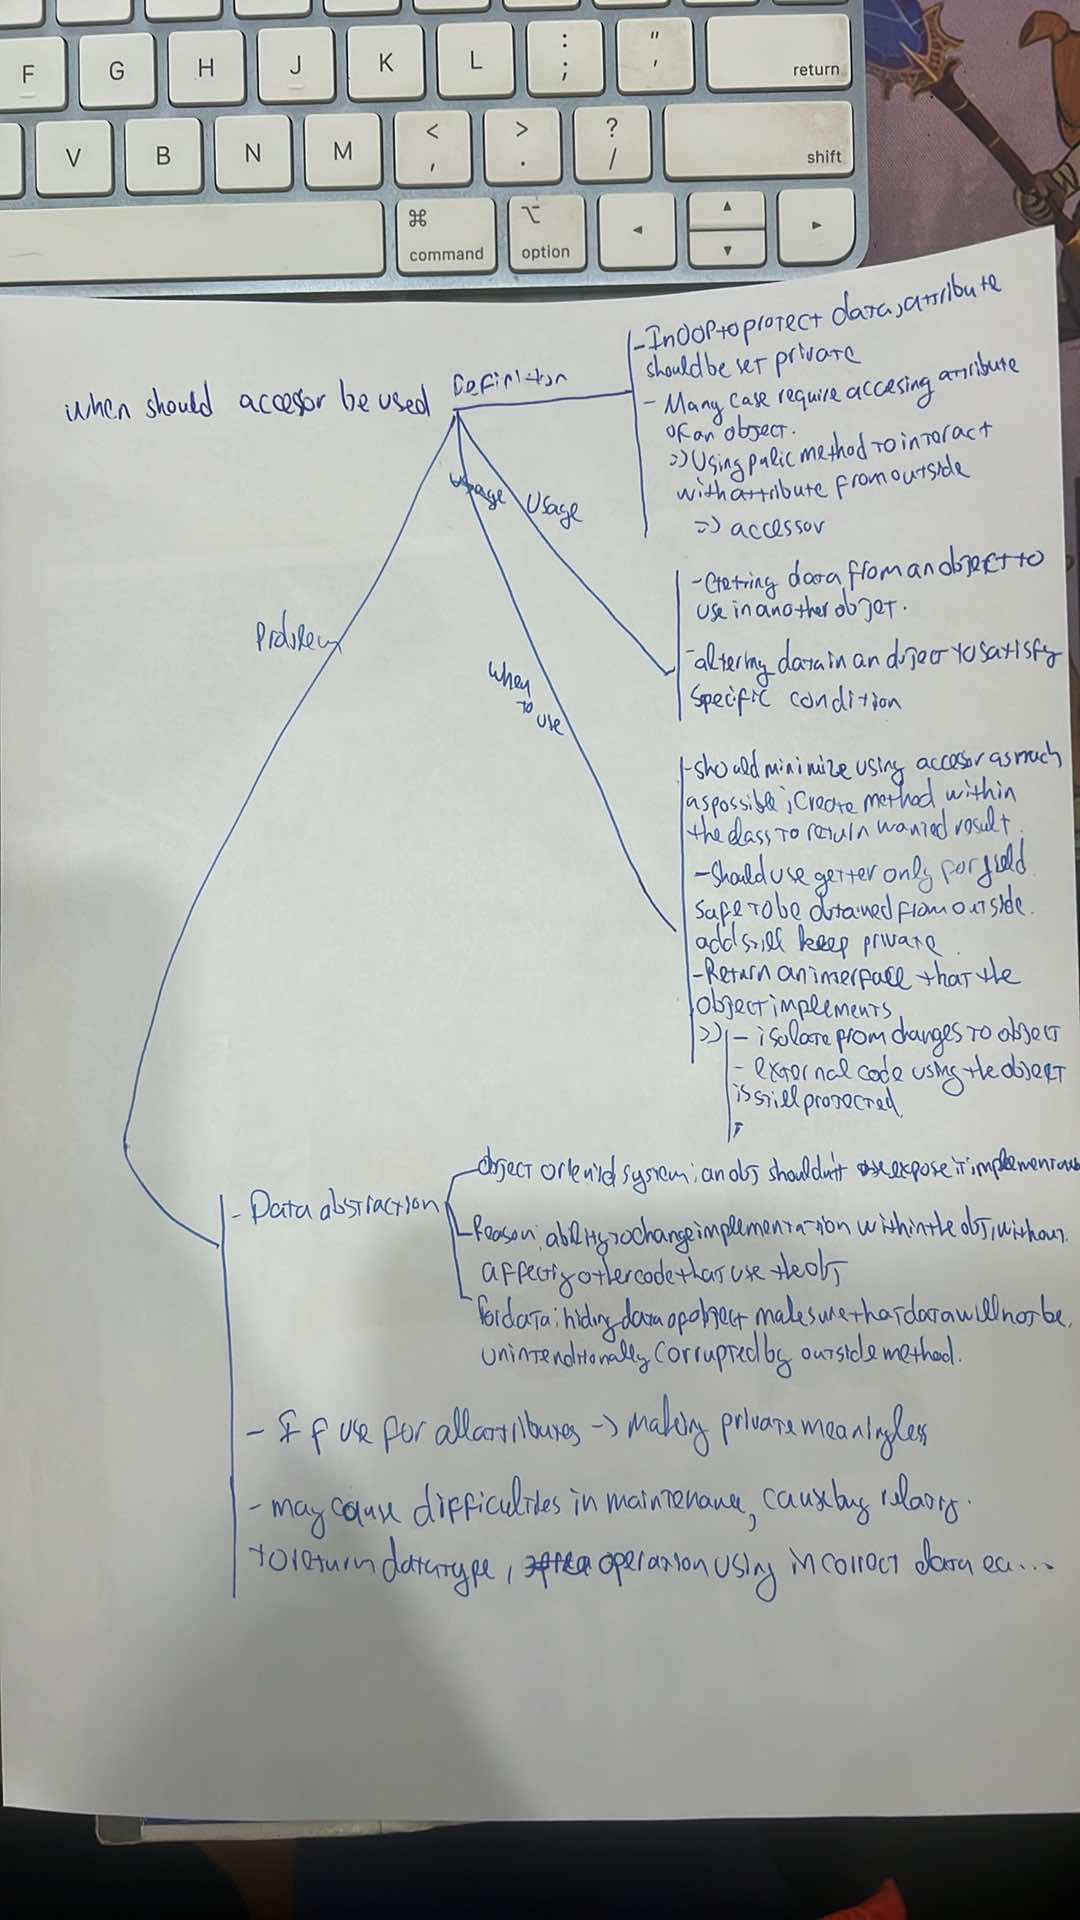 F G H J K L : ; " ' return
V B N M < , > . ? / shift
⌘ command ⌥ option ◂ ▴ ▾ ▸
when should accesor be used
Definition
- In OOP to protect data, attribute
should be set private
- Many case require accesing attribute
of an object.
=> Using public method to interact
with attribute from outside
=> accessor
Usage
- Getting data from an object to
use in another objet.
- altering data in an object to satisfy
specific condition
when
to
use
- should minimize using accesor as much
as possible; Create method within
the class to return wanted result.
- Should use getter only for field
safe to be obtained from outside.
add still keep private
- Return an interface that the
object implements
=> - isolate from changes to object
- external code using the object
is still protected
Problem
- Data abstraction
object oriented system: an obj shouldn't expose it
Reason: ability to change implementation within the obj, without
affecting other code that use the obj
for data: hiding data of object makes sure that data will not be
unintenditionally corrupted by outside method.
- If use for all attributes -> making private meaningless
- may cause difficulties in maintenance, cause bug
to return datatype, operation using incorrect data ...